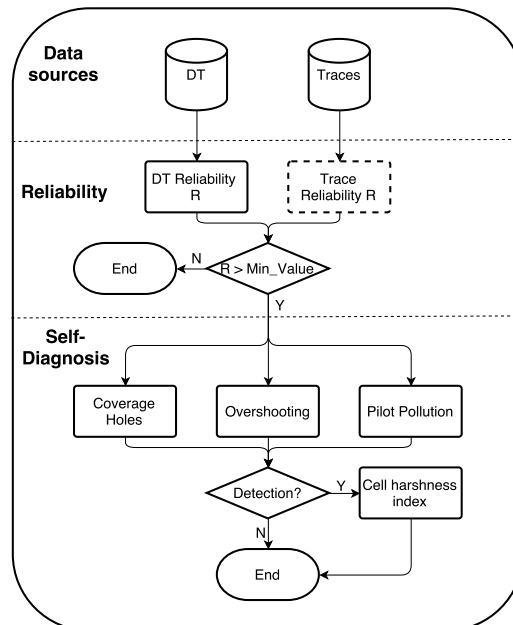 Data
sources
DT
Traces
Reliability
DT Reliability
R
Trace
Reliability R
R > Min_Value
N
End
Y
Self-
Diagnosis
Coverage
Holes
Overshooting
Pilot Pollution
Detection?
Y
Cell harshness
index
N
End